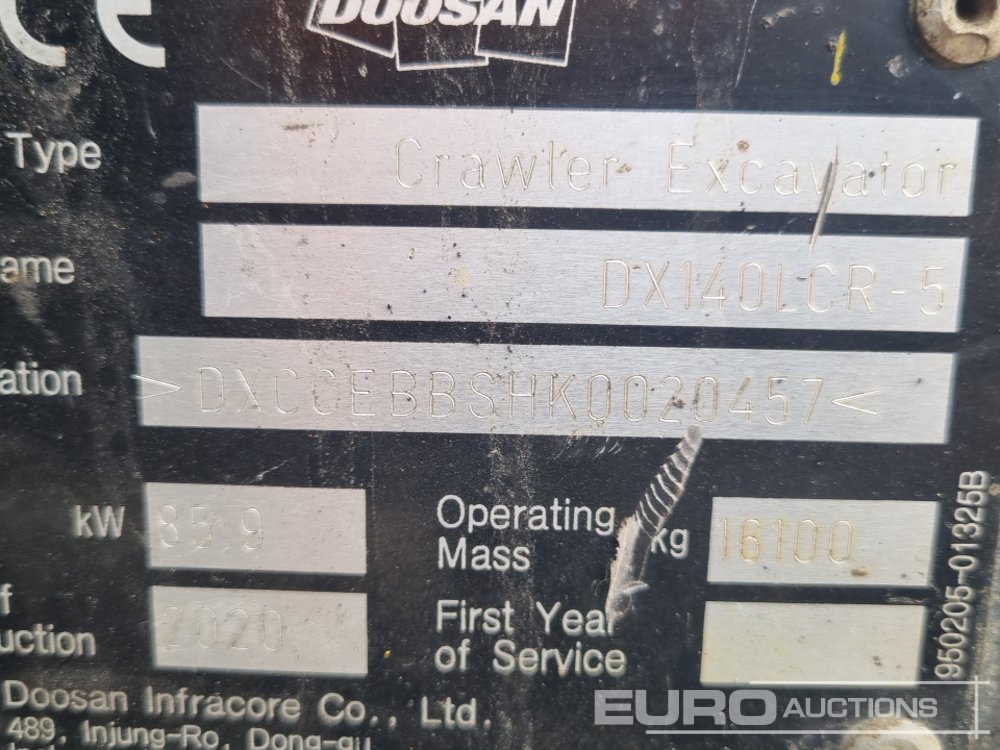 CE
DOOSAN
Type Crawler Excavator
ame DX140LCR-5
ation >DXCCEBBSHK0020457<
kW 85.9
Operating Mass kg 16100
f
uction 2020
First Year of Service
Doosan Infracore Co., Ltd.
489, Injung-Ro, Dong-gu
950205-01325B
EURO AUCTIONS